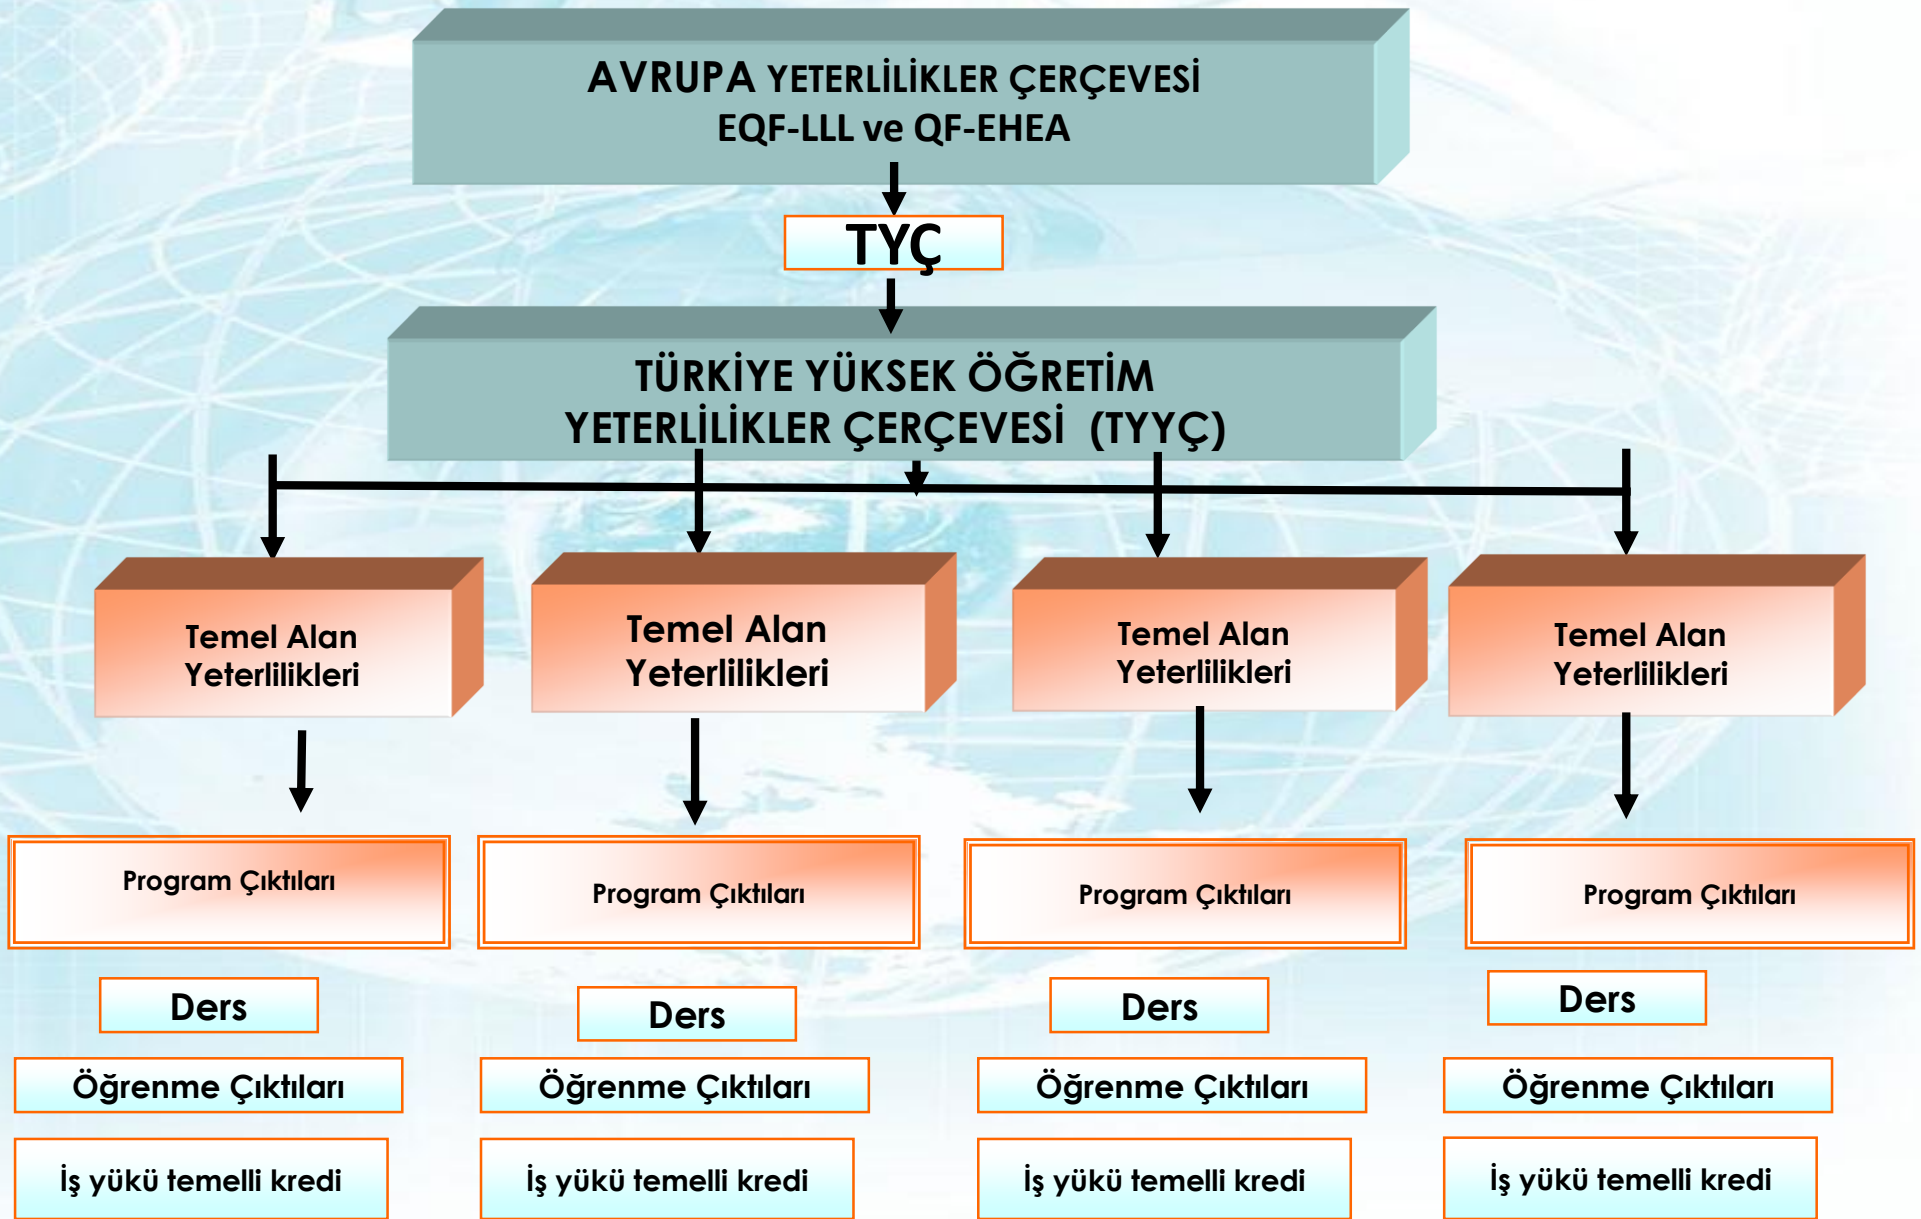 AVRUPA YETERLİLİKLER ÇERÇEVESİ
EQF-LLL ve QF-EHEA
TYÇ
TÜRKİYE YÜKSEK ÖĞRETİM
YETERLİLİKLER ÇERÇEVESİ (TYYÇ)
Temel Alan
Yeterlilikleri
Temel Alan
Yeterlilikleri
Temel Alan
Yeterlilikleri
Temel Alan
Yeterlilikleri
Program Çıktıları
Program Çıktıları
Program Çıktıları
Program Çıktıları
Ders
Ders
Ders
Ders
Öğrenme Çıktıları
Öğrenme Çıktıları
Öğrenme Çıktıları
Öğrenme Çıktıları
İş yükü temelli kredi
İş yükü temelli kredi
İş yükü temelli kredi
İş yükü temelli kredi